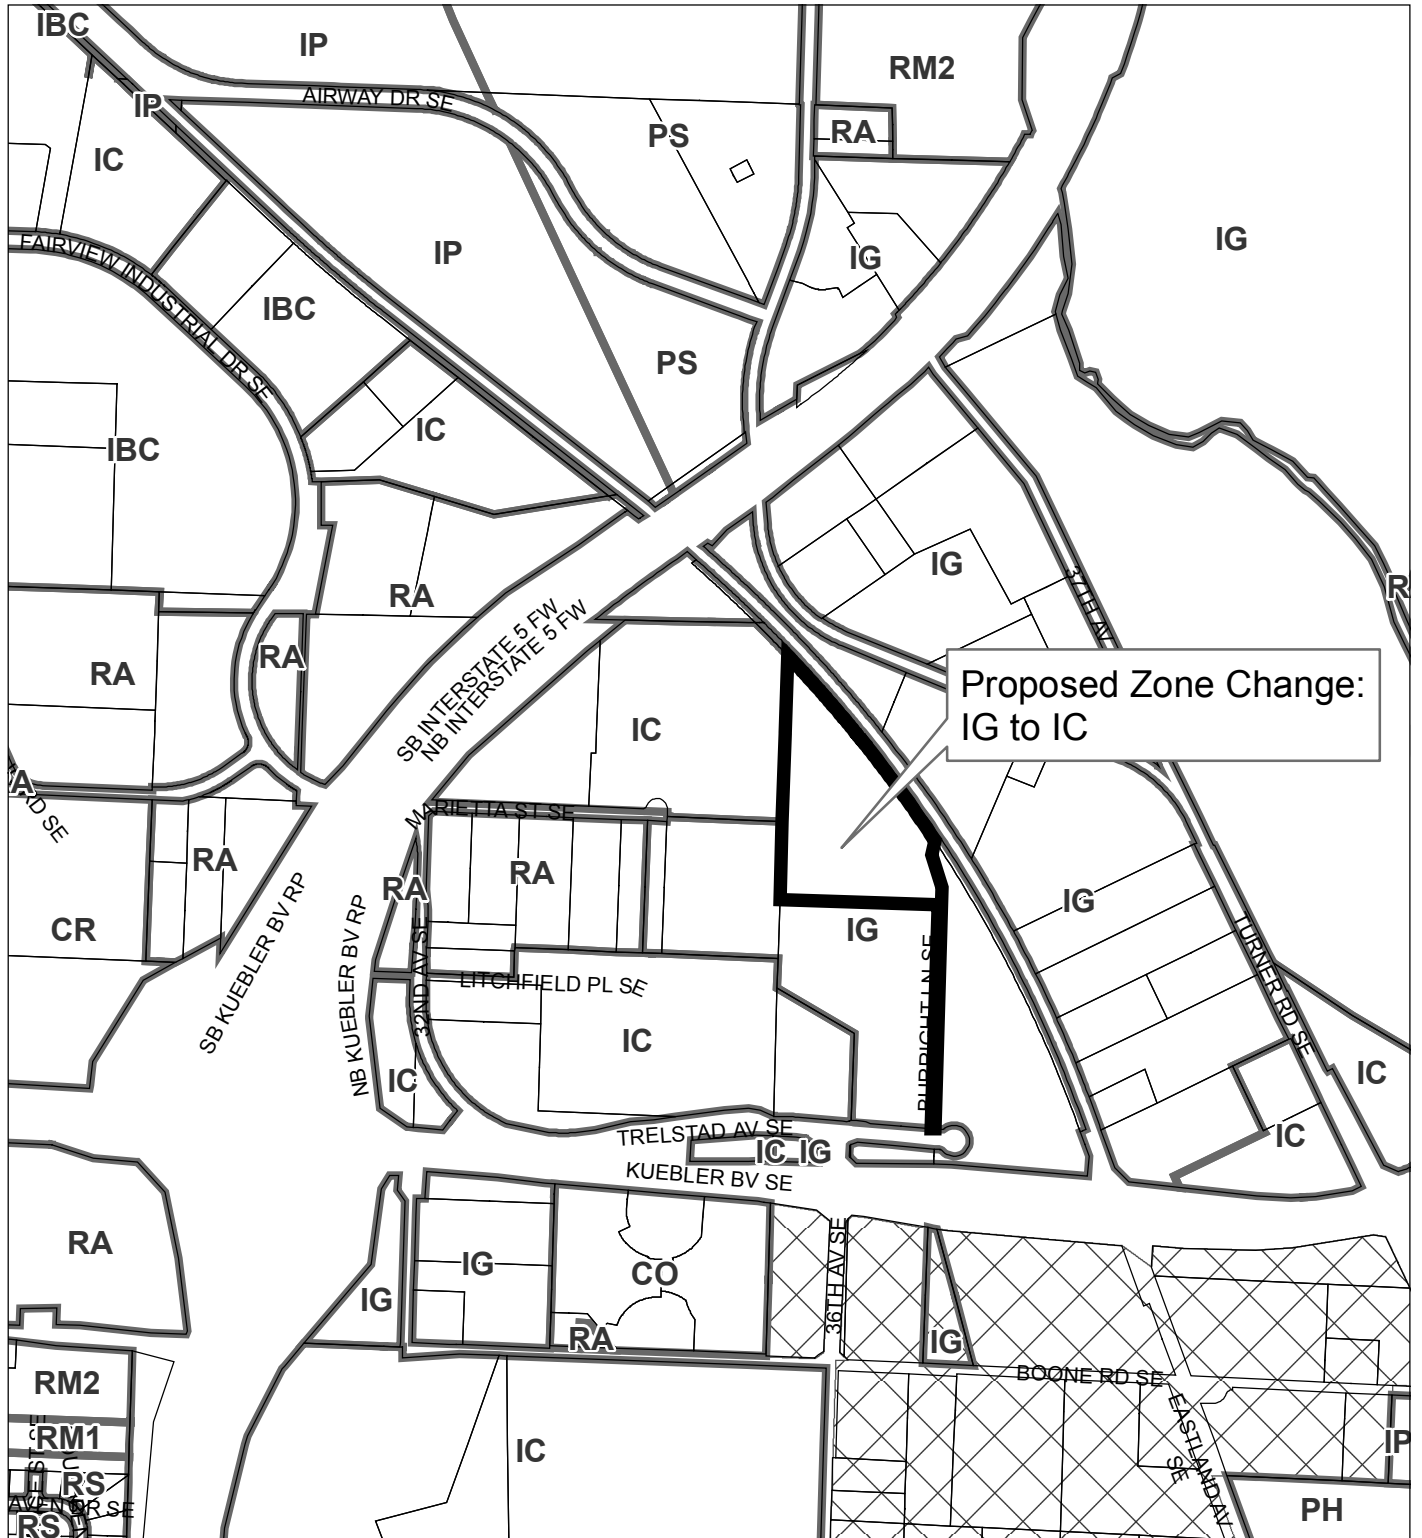 IBC
IP
RM2
AIRWAY DR SE
IP
PS
RA
IC
IG
FAIRVIEW INDUSTRIAL DR SE
IP
IG
IBC
PS
IC
IBC
IG
RA
37TH AV
SB INTERSTATE 5 FW
NB INTERSTATE 5 FW
RA
RA
Proposed Zone Change:
IG to IC
IC
MARIETTA ST SE
RA
RA
RA
IG
CR
IG
SB KUEBLER BV RP
NB KUEBLER BV RP
32ND AV SE
LITCHFIELD PL SE
TURNER RD SE
IC
IC
IC
TRELSTAD AV SE
IC
IG
IC
KUEBLER BV SE
RA
IG
CO
36TH AV SE
IG
RA
IG
BOONE RD SE
RM2
EASTLAND AV
SE
RM1
IC
IP
RS
PH
RS